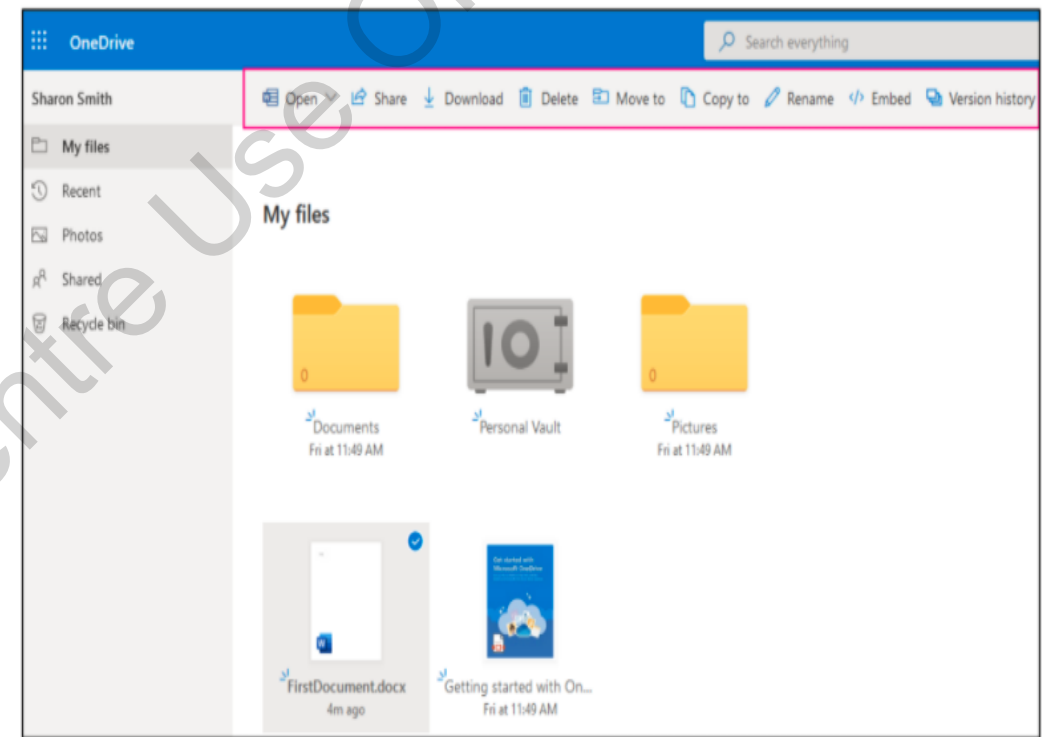 OneDrive
Search everything
Sharon Smith
Open Share Download Delete Move to Copy to Rename Embed Version history
My files
Recent
Photos
Shared
Recycle bin
My files
0
0
Documents
Fri at 11:49 AM
Personal Vault
Pictures
Fri at 11:49 AM
Get started with
Microsoft OneDrive
FirstDocument.docx
4m ago
Getting started with On...
Fri at 11:49 AM
entre Use O